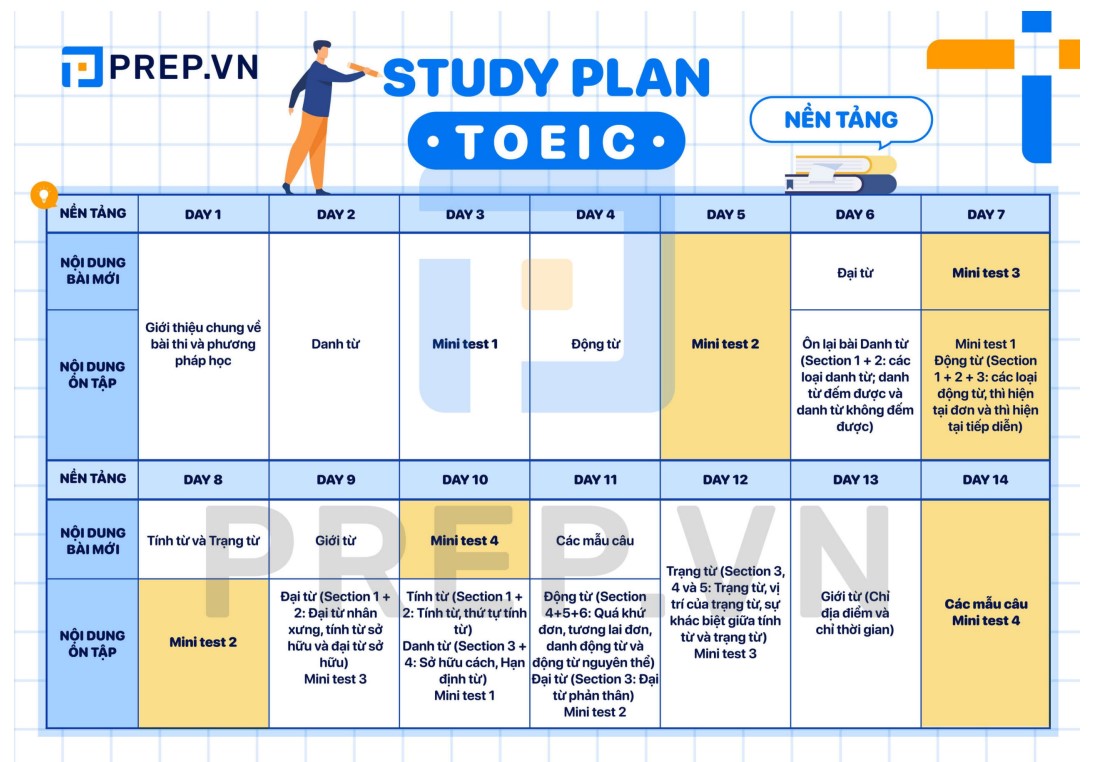 PREP.VN
STUDY PLAN
• TOEIC •
NỀN TẢNG
NỀN TẢNG
DAY 1
DAY 2
DAY 3
DAY 4
DAY 5
DAY 6
DAY 7
NỘI DUNG
BÀI MỚI
Đại từ
Mini test 3
Giới thiệu chung về
bài thi và phương
pháp học
Danh từ
Mini test 1
Động từ
Mini test 2
NỘI DUNG
ÔN TẬP
Ôn lại bài Danh từ
(Section 1 + 2: các
loại danh từ; danh
từ đếm được và
danh từ không đếm
được)
Mini test 1
Động từ (Section
1 + 2 + 3: các loại
động từ, thì hiện
tại đơn và thì hiện
tại tiếp diễn)
NỀN TẢNG
DAY 8
DAY 9
DAY 10
DAY 11
DAY 12
DAY 13
DAY 14
NỘI DUNG
BÀI MỚI
Tính từ và Trạng từ
Giới từ
Mini test 4
Các mẫu câu
Trạng từ (Section 3,
4 và 5: Trạng từ, vị
trí của trạng từ, sự
khác biệt giữa tính
từ và trạng từ)
Mini test 3
Giới từ (Chỉ
địa điểm và
chỉ thời gian)
Các mẫu câu
Mini test 4
NỘI DUNG
ÔN TẬP
Mini test 2
Đại từ (Section 1 +
2: Đại từ nhân
xưng, tính từ sở
hữu và đại từ sở
hữu)
Mini test 3
Tính từ (Section 1 +
2: Tính từ, thứ tự tính
từ)
Danh từ (Section 3 +
4: Sở hữu cách, Hạn
định từ)
Mini test 1
Động từ (Section
4+5+6: Quá khứ
đơn, tương lai đơn,
danh động từ và
động từ nguyên thể)
Đại từ (Section 3: Đại
từ phản thân)
Mini test 2
PREP.VN